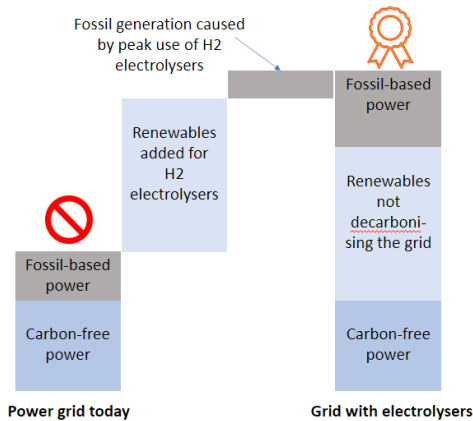 Fossil generation caused
by peak use of H2
electrolysers
Fossil-based
power
Renewables
added for
H2
electrolysers
Renewables
not
decarboni-
sing the grid
Fossil-based
power
Carbon-free
power
Carbon-free
power
Power grid today
Grid with electrolysers